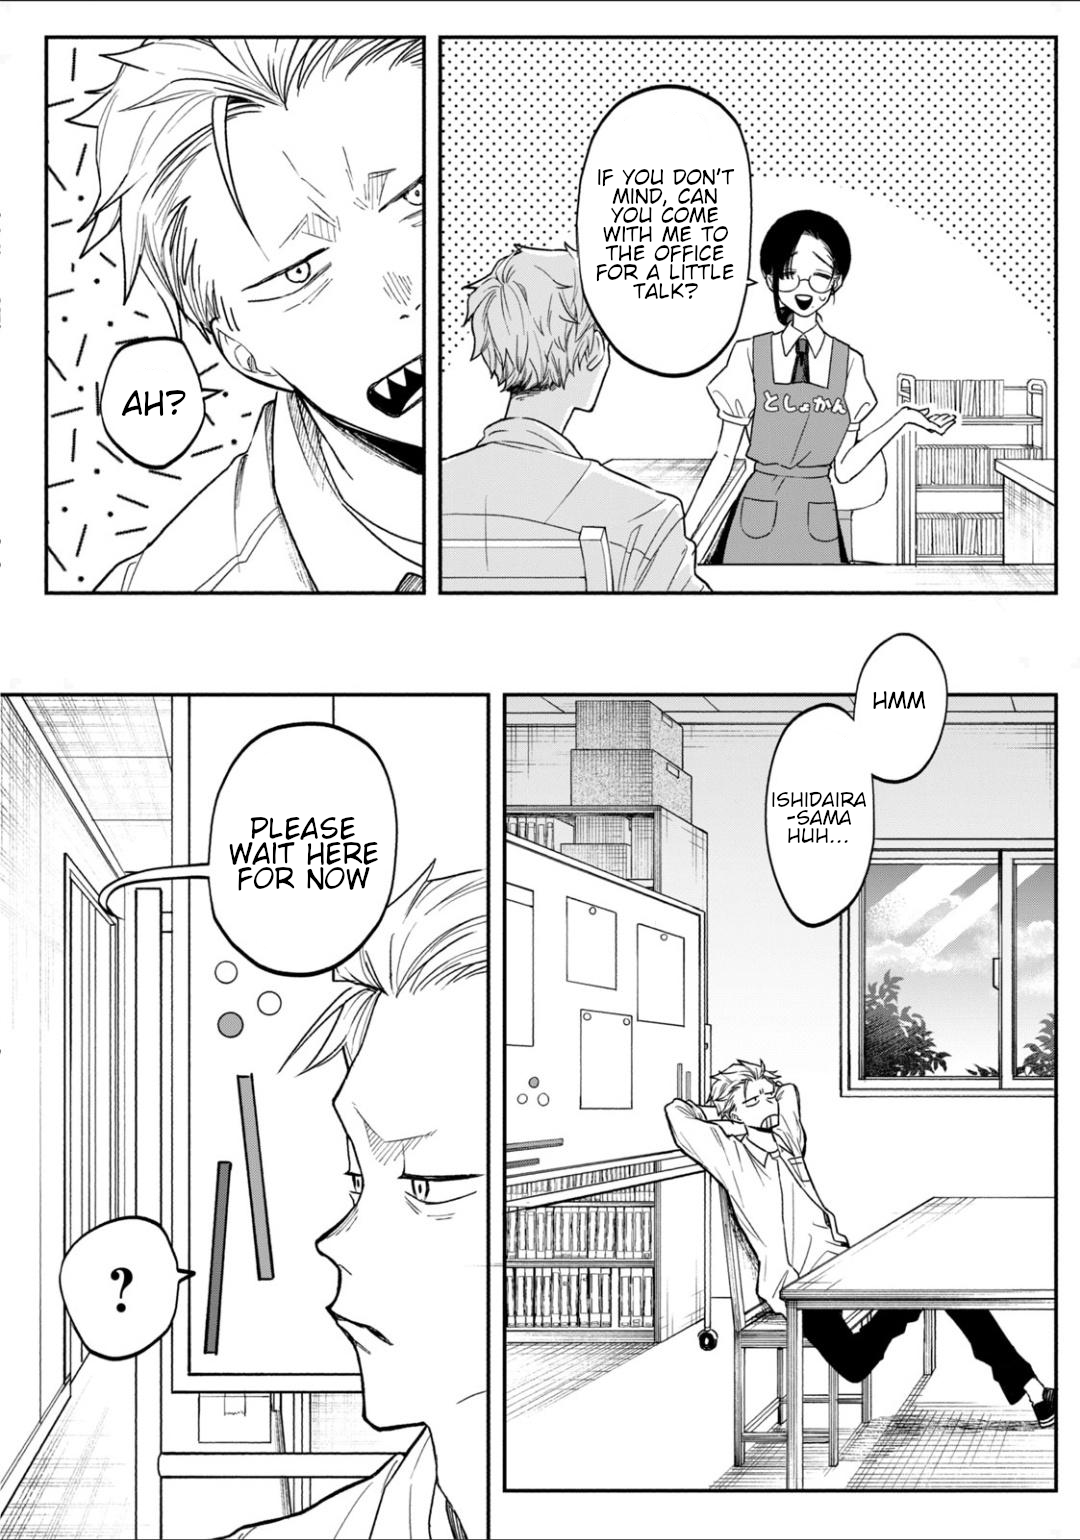 IF YOU DON'T
MIND, CAN
YOU COME
WITH ME TO
THE OFFICE
FOR A LITTLE
TALK?
としょかん
AH?
HMM
ISHIDAIRA
-SAMA
HUH...
PLEASE
WAIT HERE
FOR NOW
?